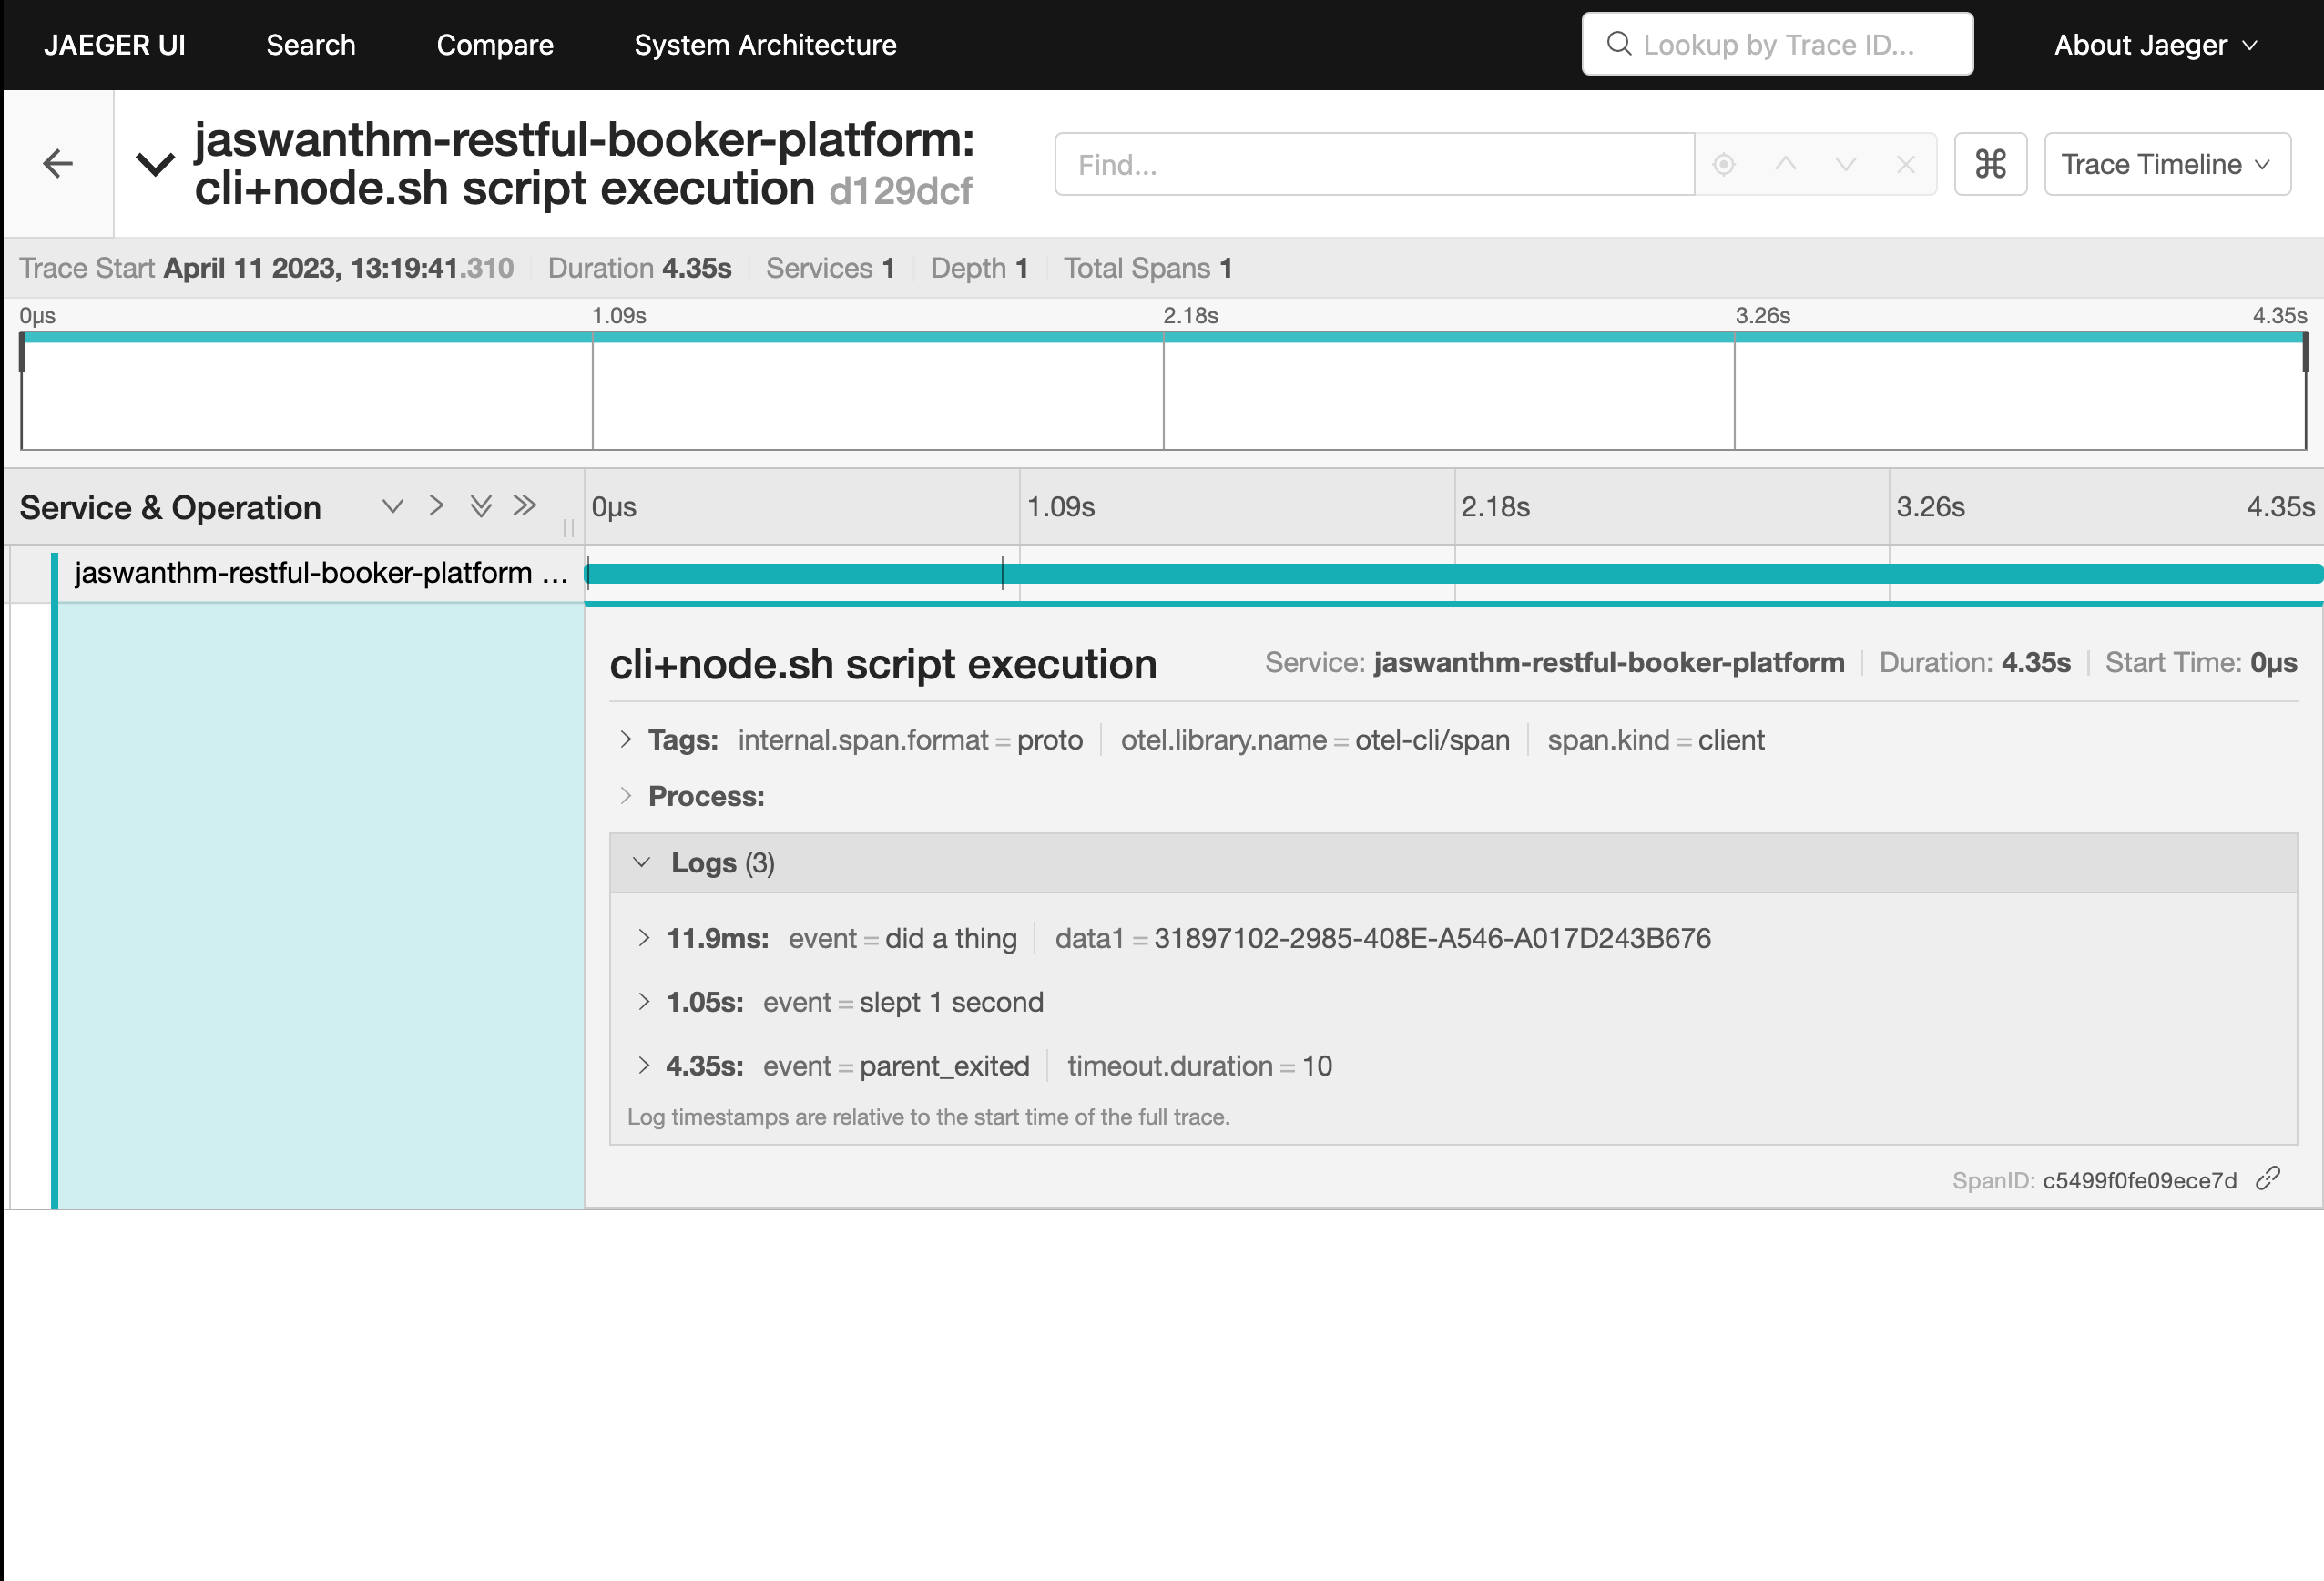 JAEGER UI Search Compare System Architecture Lookup by Trace ID... About Jaeger
jaswanthm-restful-booker-platform:
cli+node.sh script execution d129dcf
Find... ⌘ Trace Timeline
Trace Start April 11 2023, 13:19:41.310 Duration 4.35s Services 1 Depth 1 Total Spans 1
0μs 1.09s 2.18s 3.26s 4.35s
Service & Operation 0μs 1.09s 2.18s 3.26s 4.35s
jaswanthm-restful-booker-platform ...
cli+node.sh script execution Service: jaswanthm-restful-booker-platform Duration: 4.35s Start Time: 0μs
Tags: internal.span.format = proto otel.library.name = otel-cli/span span.kind = client
Process:
Logs (3)
11.9ms: event = did a thing data1 = 31897102-2985-408E-A546-A017D243B676
1.05s: event = slept 1 second
4.35s: event = parent_exited timeout.duration = 10
Log timestamps are relative to the start time of the full trace.
SpanID: c5499f0fe09ece7d